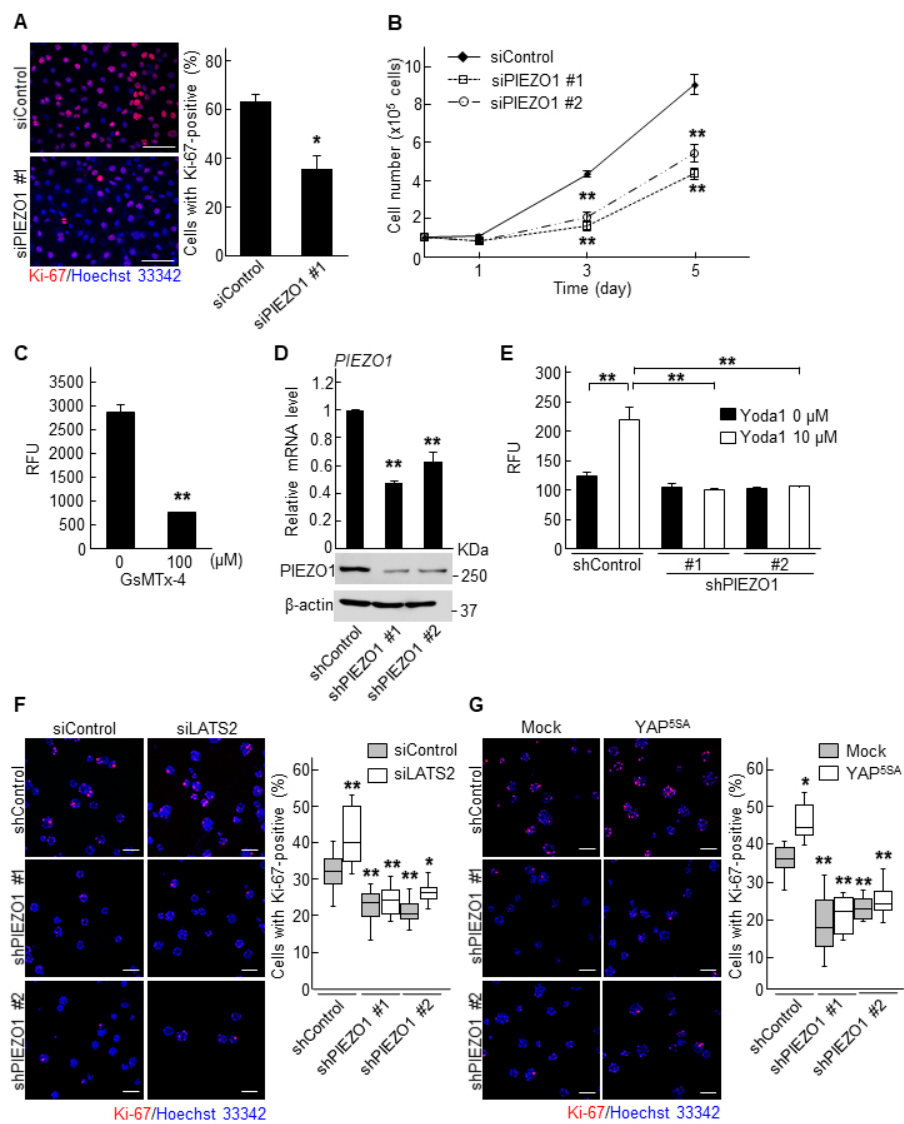 A
siControl
siPIEZO1 #1
Ki-67/Hoechst 33342
Cells with Ki-67-positive (%)
80
60
40
20
0
*
siControl
siPIEZO1 #1
B
siControl
siPIEZO1 #1
siPIEZO1 #2
Cell number (x10⁵ cells)
10
8
6
4
2
0
**
**
**
**
1
3
5
Time (day)
C
RFU
3500
3000
2500
2000
1500
1000
500
0
**
0
100
(μM)
GsMTx-4
D
PIEZO1
Relative mRNA level
1.2
1
0.8
0.6
0.4
0.2
0
**
**
KDa
PIEZO1
250
β-actin
37
shControl
shPIEZO1 #1
shPIEZO1 #2
E
RFU
300
250
200
150
100
50
0
**
**
**
Yoda1 0 μM
Yoda1 10 μM
shControl
#1
#2
shPIEZO1
F
siControl
siLATS2
shControl
shPIEZO1 #1
shPIEZO1 #2
Ki-67/Hoechst 33342
siControl
siLATS2
Cells with Ki-67-positive (%)
60
50
40
30
20
10
0
**
**
**
**
*
shControl
shPIEZO1 #1
shPIEZO1 #2
G
Mock
YAP⁵ˢᴬ
shControl
shPIEZO1 #1
shPIEZO1 #2
Ki-67/Hoechst 33342
Mock
YAP⁵ˢᴬ
Cells with Ki-67-positive (%)
60
50
40
30
20
10
0
*
**
**
**
**
shControl
shPIEZO1 #1
shPIEZO1 #2